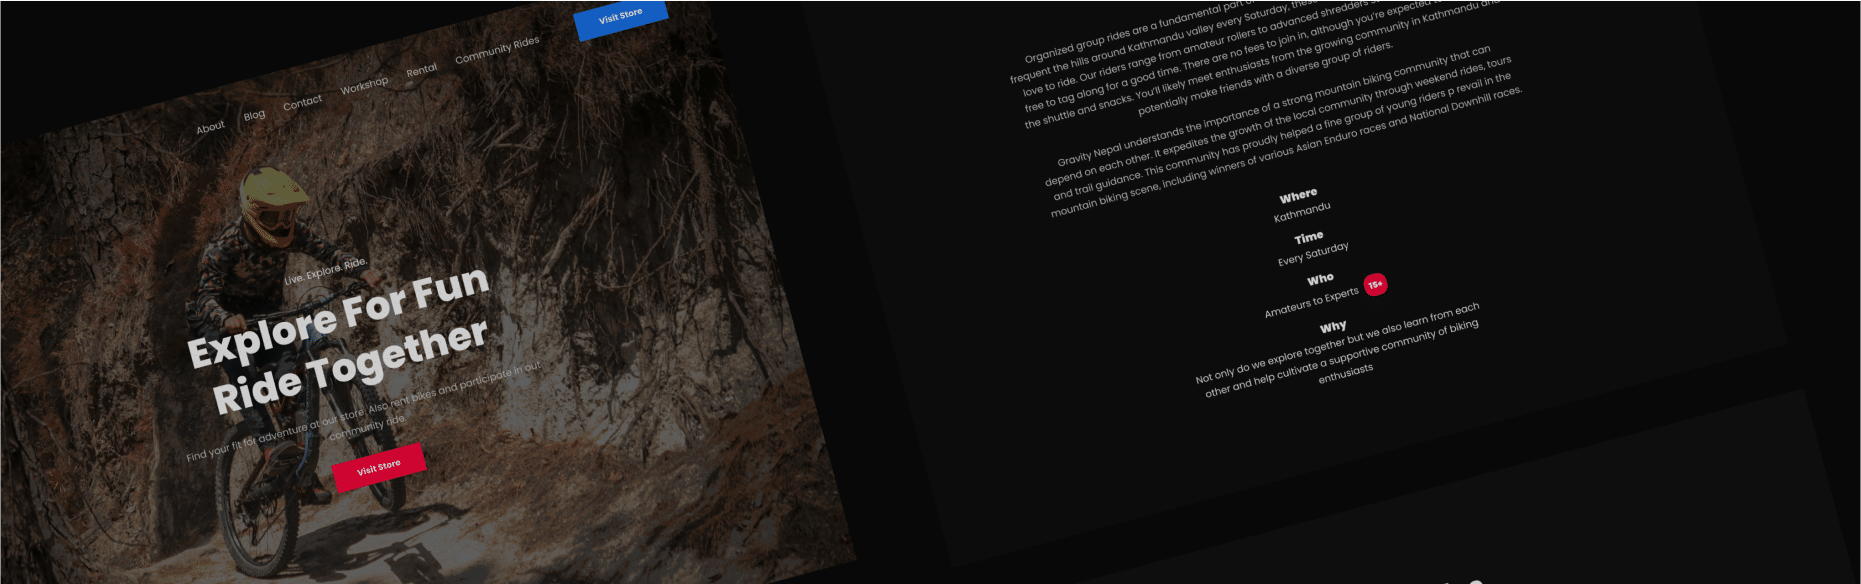 Visit Store
About
Blog
Contact
Workshop
Rental
Community Rides
Live. Explore. Ride.
Explore For Fun
Ride Together
Find your fit for adventure at our store. Also rent bikes and participate in out
community ride.
Visit Store
Organized group rides are a fundamental part
frequent the hills around Kathmandu valley every Saturday,
love to ride. Our riders range from amateur rollers to advanced shredders
free to tag along for a good time. There are no fees to join in, although you're expected
the shuttle and snacks. You'll likely meet enthusiasts from the growing community in Kathmandu and
potentially make friends with a diverse group of riders.
Gravity Nepal understands the importance of a strong mountain biking community that can
depend on each other. It expedites the growth of the local community through weekend rides, tours
and trail guidance. This community has proudly helped a fine group of young riders p revail in the
mountain biking scene, including winners of various Asian Enduro races and National Downhill races.
Where
Kathmandu
Time
Every Saturday
Who
Amateurs to Experts 15+
Why
Not only do we explore together but we also learn from each
other and help cultivate a supportive community of biking
enthusiasts